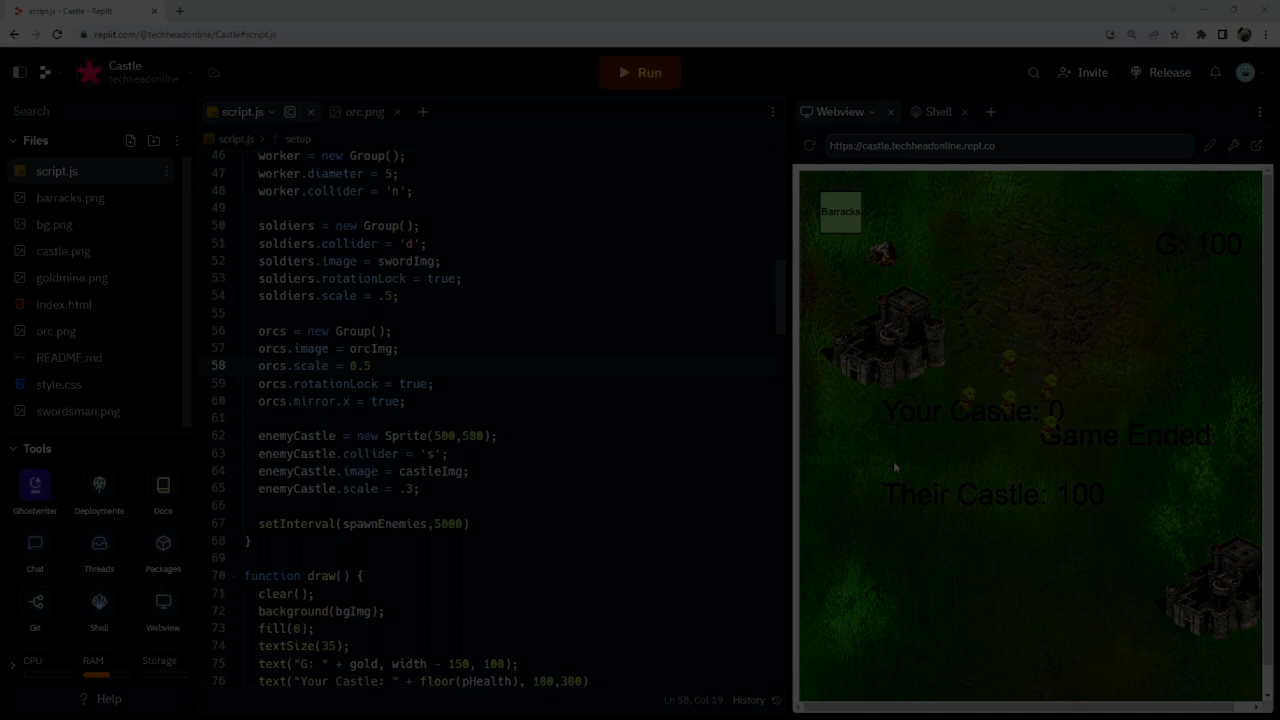 script.js - Castle - Replit
replit.com/@techheadonline/Castle#script.js
Castle
techheadonline
Run
Invite
Release
Search
Files
script.js
barracks.png
bg.png
castle.png
goldmine.png
index.html
orc.png
README.md
style.css
swordsman.png
Tools
Ghostwriter
Deployments
Docs
Chat
Threads
Packages
Git
Shell
Webview
CPU
RAM
Storage
Help
script.js
orc.png
script.js
setup
46 worker = new Group();
47 worker.diameter = 5;
48 worker.collider = 'n';
49
50 soldiers = new Group();
51 soldiers.collider = 'd';
52 soldiers.image = swordImg;
53 soldiers.rotationLock = true;
54 soldiers.scale = .5;
55
56 orcs = new Group();
57 orcs.image = orcImg;
58 orcs.scale = 0.5
59 orcs.rotationLock = true;
60 orcs.mirror.x = true;
61
62 enemyCastle = new Sprite(500,500);
63 enemyCastle.collider = 's';
64 enemyCastle.image = castleImg;
65 enemyCastle.scale = .3;
66
67 setInterval(spawnEnemies,5000)
68 }
69
70 function draw() {
71 clear();
72 background(bgImg);
73 fill(0);
74 textSize(35);
75 text("G: " + gold, width - 150, 100);
76 text("Your Castle: " + floor(pHealth), 100,300)
Ln 58, Col 19
History
Webview
Shell
https://castle.techheadonline.repl.co
Barracks
G: 100
Your Castle: 0
Game Ended
Their Castle: 100